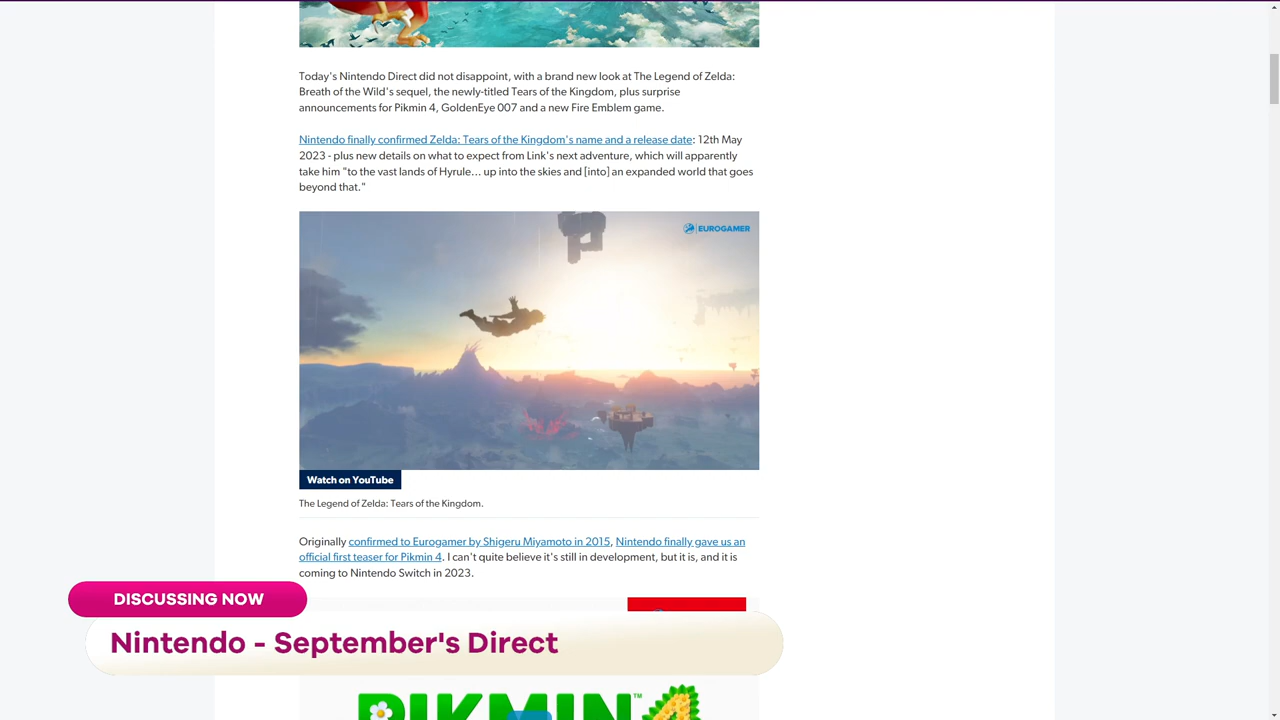 Today's Nintendo Direct did not disappoint, with a brand new look at The Legend of Zelda:
Breath of the Wild's sequel, the newly-titled Tears of the Kingdom, plus surprise
announcements for Pikmin 4, GoldenEye 007 and a new Fire Emblem game.
Nintendo finally confirmed Zelda: Tears of the Kingdom's name and a release date: 12th May
2023 - plus new details on what to expect from Link's next adventure, which will apparently
take him "to the vast lands of Hyrule... up into the skies and [into] an expanded world that goes
beyond that."
EUROGAMER
Watch on YouTube
The Legend of Zelda: Tears of the Kingdom.
Originally confirmed to Eurogamer by Shigeru Miyamoto in 2015, Nintendo finally gave us an
official first teaser for Pikmin 4. I can't quite believe it's still in development, but it is, and it is
coming to Nintendo Switch in 2023.
DISCUSSING NOW
Nintendo - September's Direct
PIKMIN™ 4